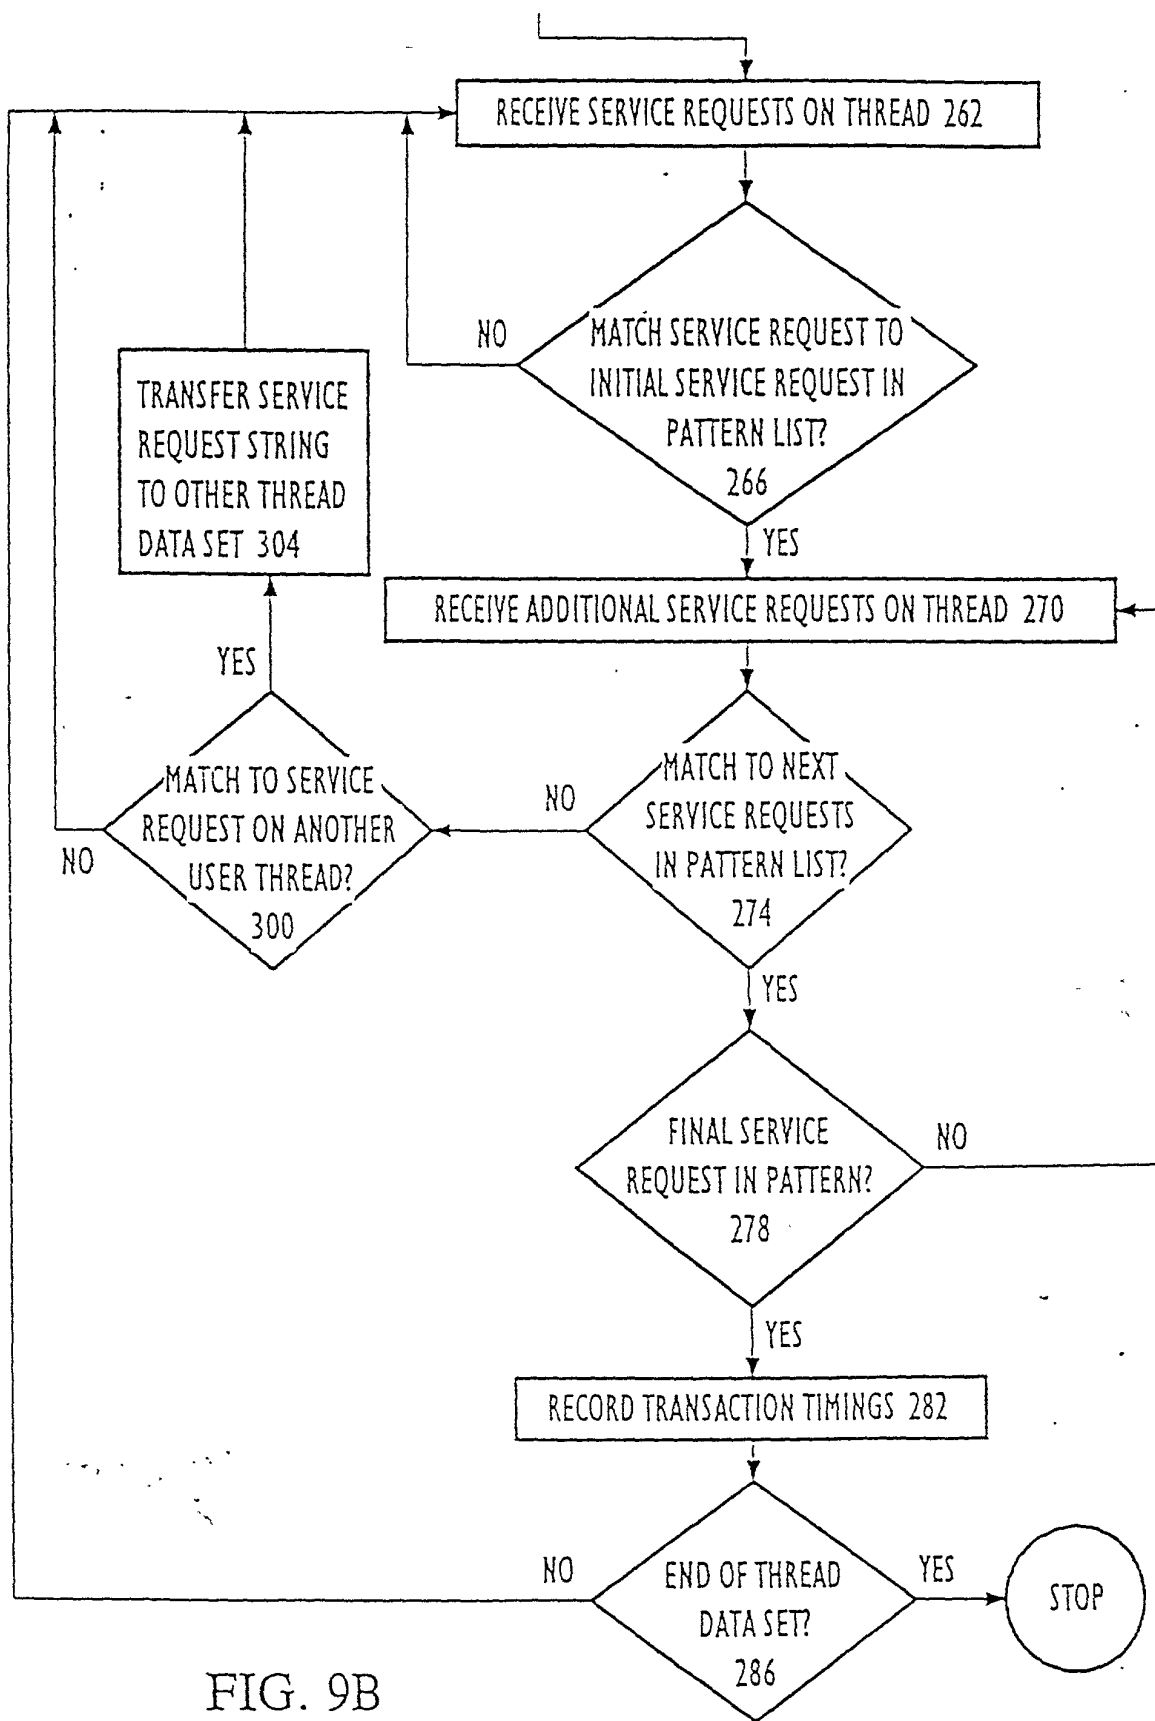 RECEIVE SERVICE REQUESTS ON THREAD 262
NO
MATCH SERVICE REQUEST TO
INITIAL SERVICE REQUEST IN
PATTERN LIST?
266
TRANSFER SERVICE
REQUEST STRING
TO OTHER THREAD
DATA SET 304
YES
RECEIVE ADDITIONAL SERVICE REQUESTS ON THREAD 270
YES
MATCH TO SERVICE
REQUEST ON ANOTHER
USER THREAD?
300
NO
NO
MATCH TO NEXT
SERVICE REQUESTS
IN PATTERN LIST?
274
YES
FINAL SERVICE
REQUEST IN PATTERN?
278
NO
YES
RECORD TRANSACTION TIMINGS 282
NO
END OF THREAD
DATA SET?
286
YES
STOP
FIG. 9B